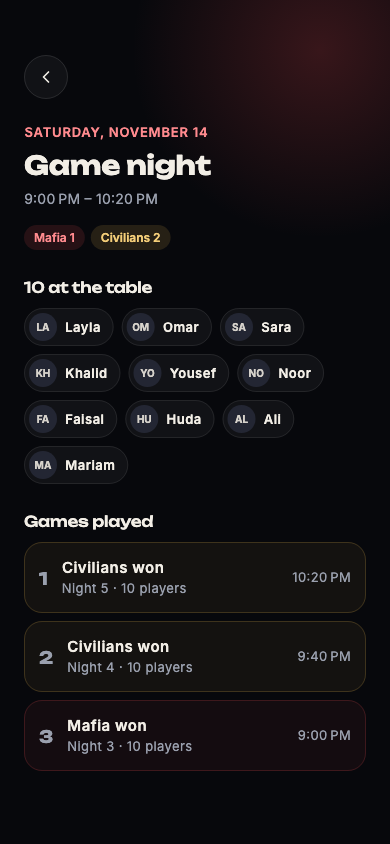 SATURDAY, NOVEMBER 14
Game night
9:00 PM – 10:20 PM
Mafia 1 Civilians 2
10 at the table
LA Layla OM Omar SA Sara
KH Khalid YO Yousef NO Noor
FA Faisal HU Huda AL Ali
MA Mariam
Games played
1 Civilians won 10:20 PM
Night 5 · 10 players
2 Civilians won 9:40 PM
Night 4 · 10 players
3 Mafia won 9:00 PM
Night 3 · 10 players